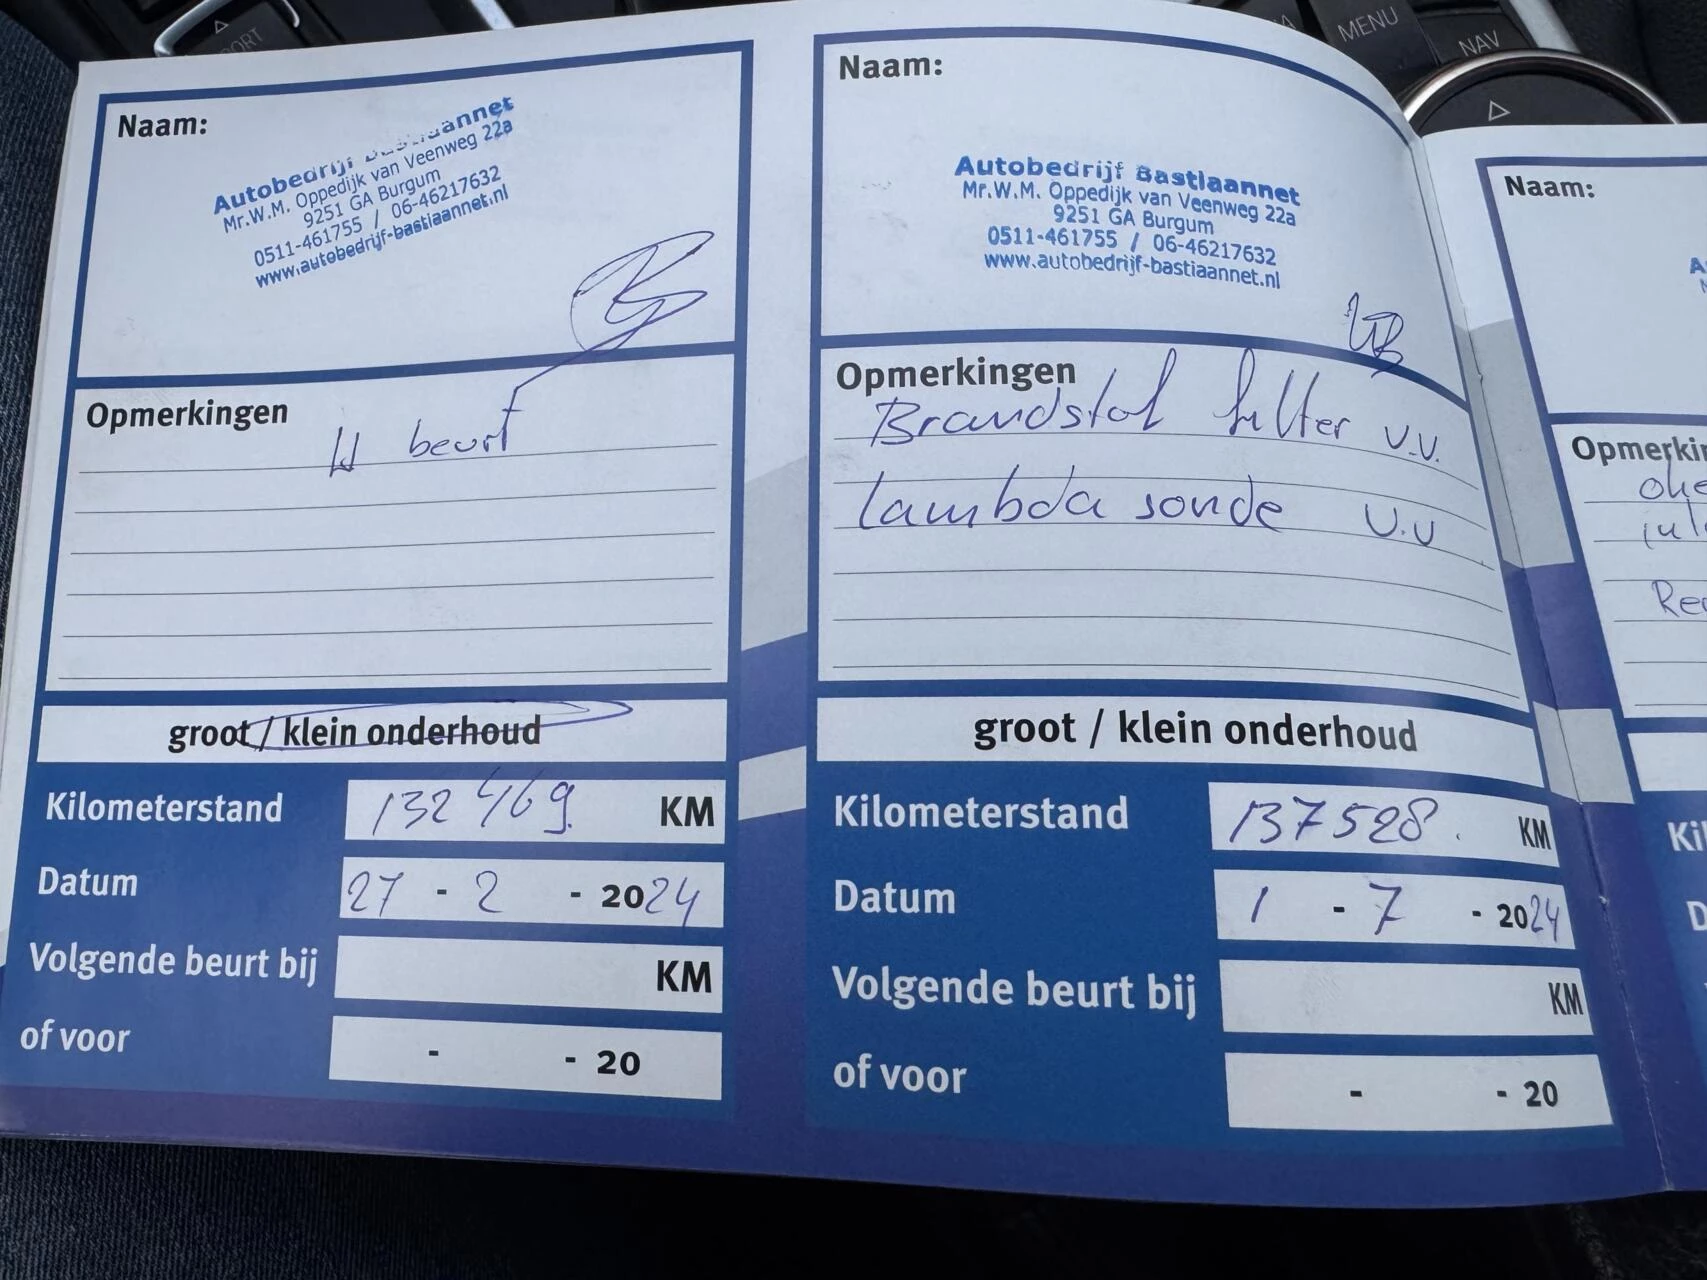 PORT
MENU
NAV
Naam:
Autobedrijf Bastiaannet
Mr.W.M. Oppedijk van Veenweg 22a
9251 GA Burgum
0511-461755 / 06-46217632
www.autobedrijf-bastiaannet.nl
Opmerkingen
beurt
groot / klein onderhoud
Kilometerstand 132469 KM
Datum 27 - 2 - 2024
Volgende beurt bij KM
of voor - - 20
Naam:
Autobedrijf Bastiaannet
Mr.W.M. Oppedijk van Veenweg 22a
9251 GA Burgum
0511-461755 / 06-46217632
www.autobedrijf-bastiaannet.nl
Opmerkingen
Brandstof filter v.v.
lambda sonde v.v
groot / klein onderhoud
Kilometerstand 137528. KM
Datum 1 - 7 - 2024
Volgende beurt bij KM
of voor - - 20
Naam:
Opmerkin
olie
Ki
D